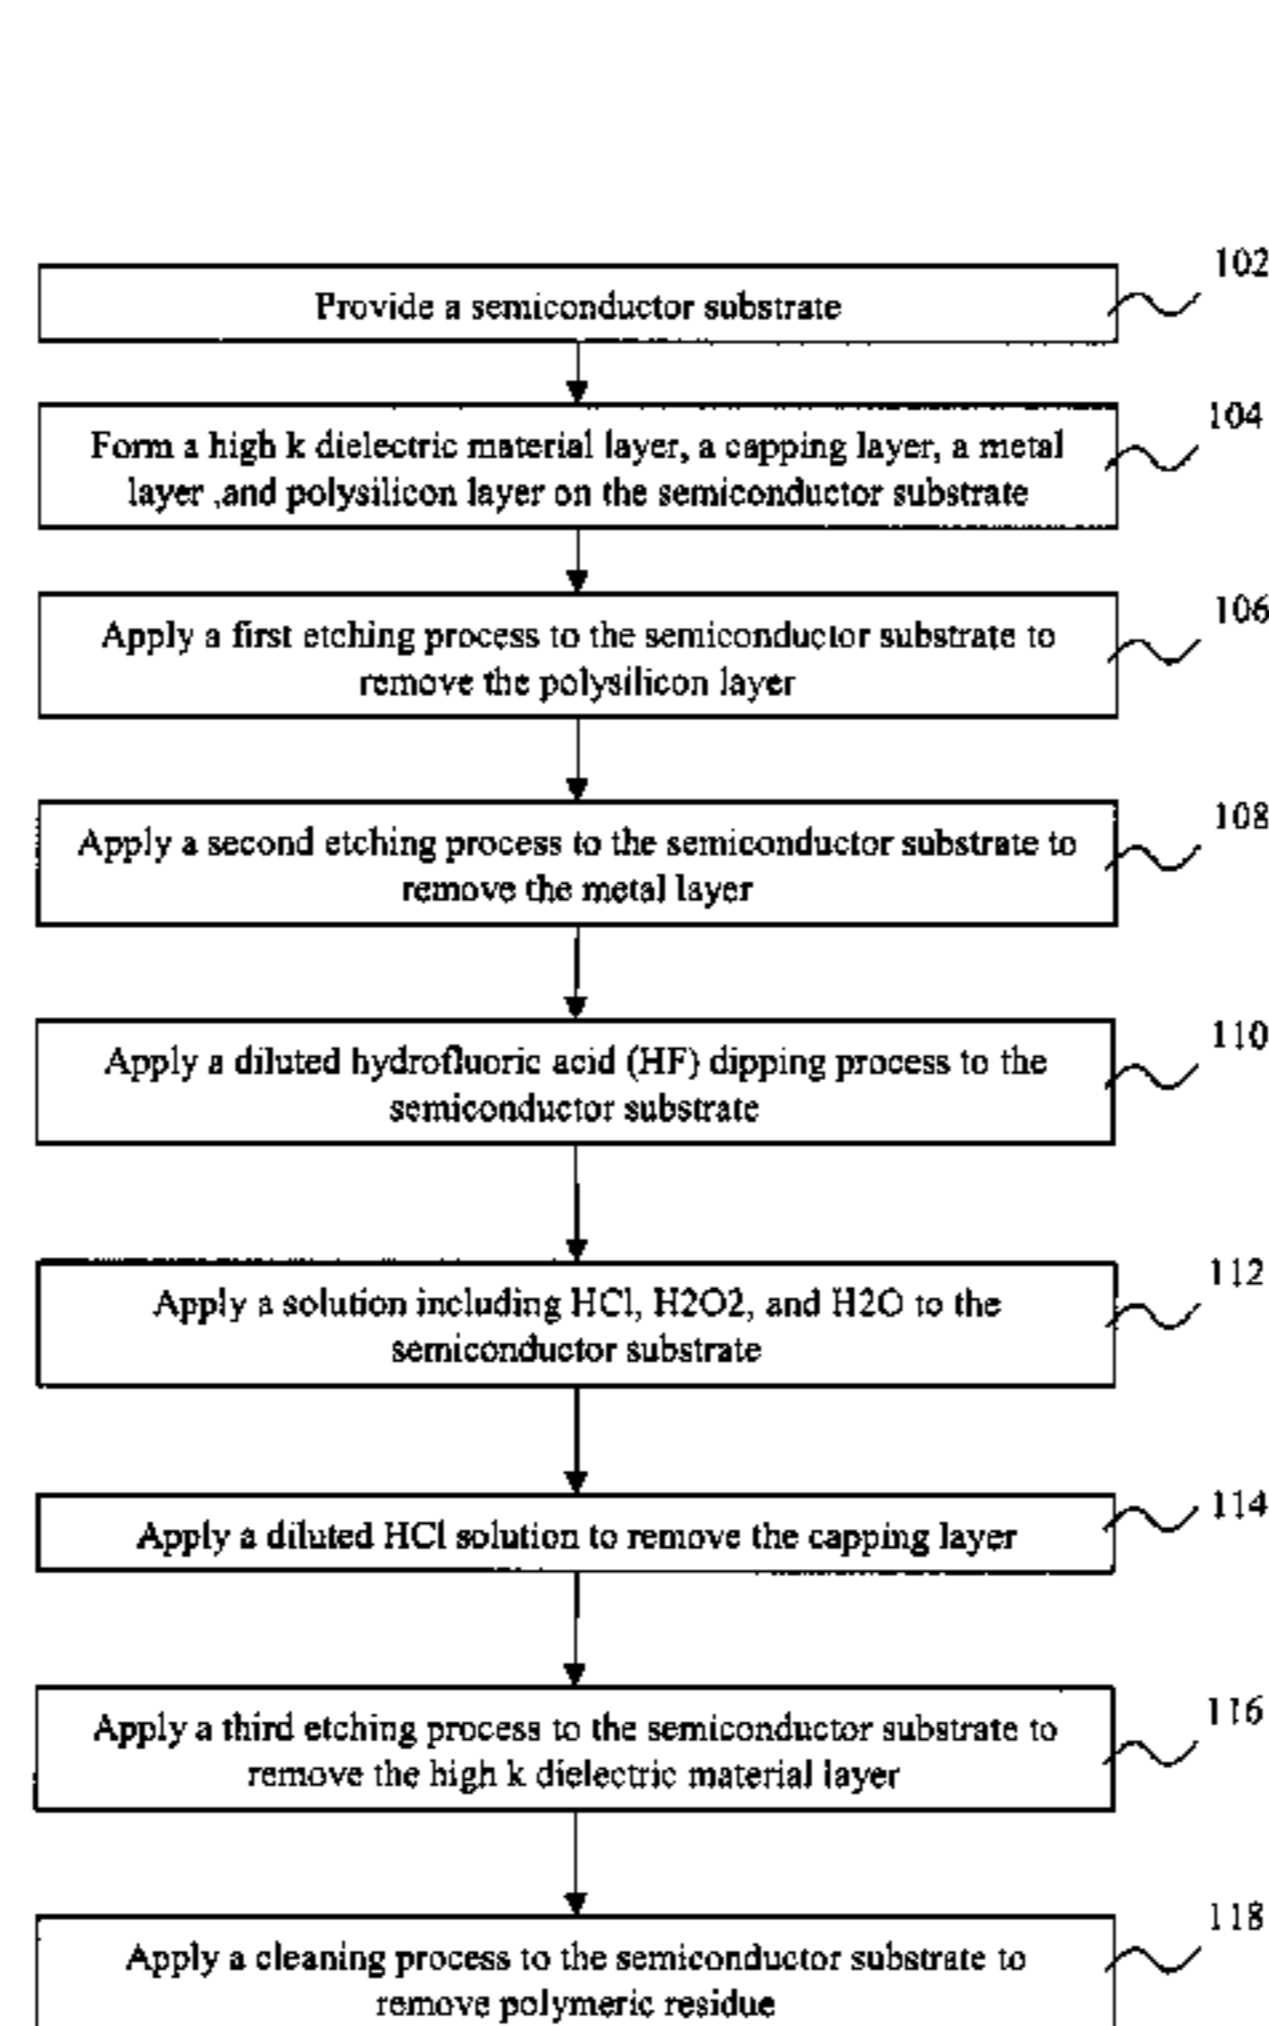 102
Provide a semiconductor substrate
104
Form a high k dielectric material layer, a capping layer, a metal
layer ,and polysilicon layer on the semiconductor substrate
106
Apply a first etching process to the semiconductor substrate to
remove the polysilicon layer
108
Apply a second etching process to the semiconductor substrate to
remove the metal layer
110
Apply a diluted hydrofluoric acid (HF) dipping process to the
semiconductor substrate
112
Apply a solution including HCl, H2O2, and H2O to the
semiconductor substrate
114
Apply a diluted HCl solution to remove the capping layer
116
Apply a third etching process to the semiconductor substrate to
remove the high k dielectric material layer
118
Apply a cleaning process to the semiconductor substrate to
remove polymeric residue